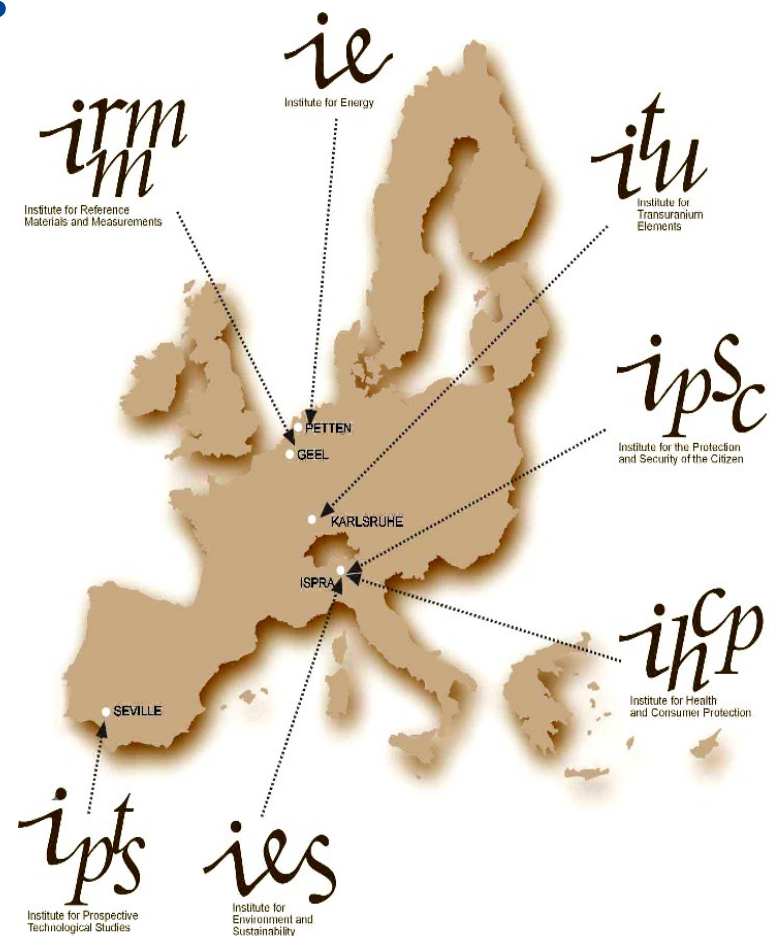 ie
Institute for Energy
irmm
Institute for Reference
Materials and Measurements
itu
Institute for
Transuranium
Elements
ipsc
Institute for the Protection
and Security of the Citizen
PETTEN
GEEL
KARLSRUHE
ISPRA
ihcp
Institute for Health
and Consumer Protection
SEVILLE
ipts
Institute for Prospective
Technological Studies
ies
Institute for
Environment and
Sustainability